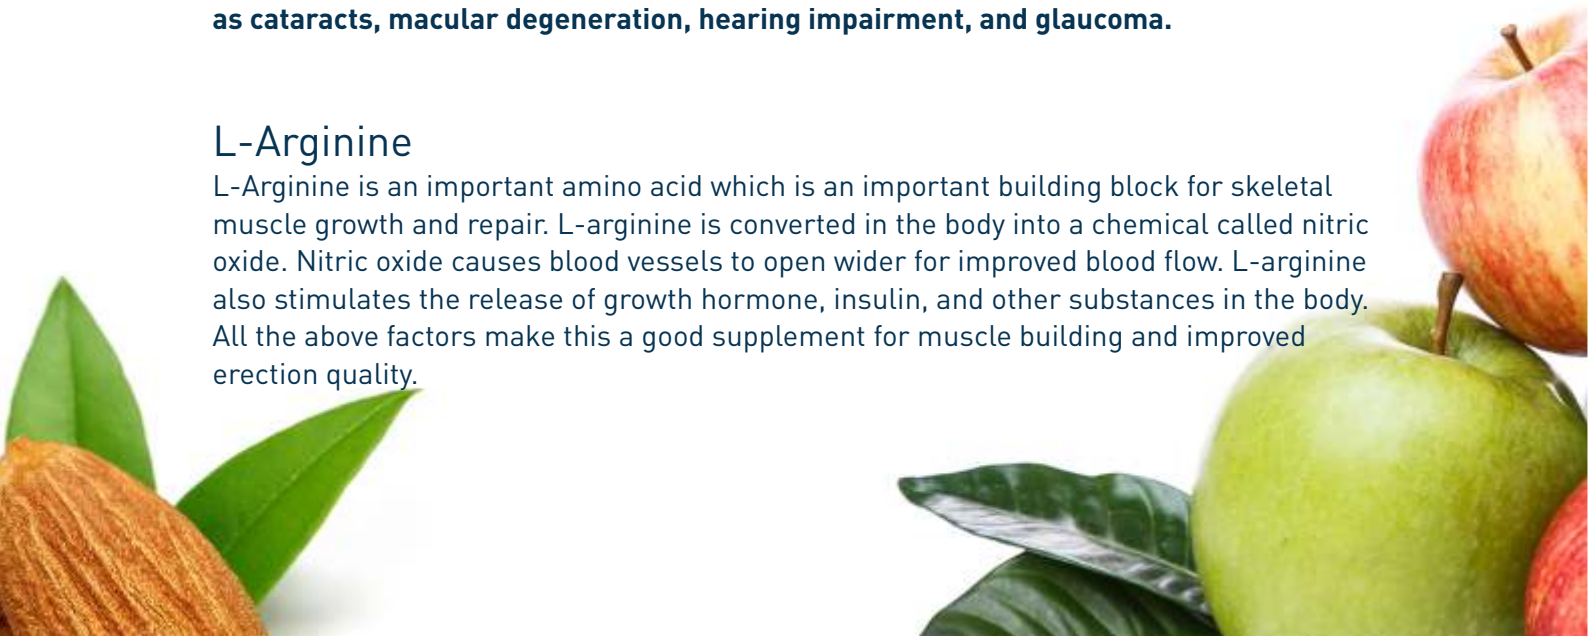 as cataracts, macular degeneration, hearing impairment, and glaucoma.
L-Arginine
L-Arginine is an important amino acid which is an important building block for skeletal
muscle growth and repair. L-arginine is converted in the body into a chemical called nitric
oxide. Nitric oxide causes blood vessels to open wider for improved blood flow. L-arginine
also stimulates the release of growth hormone, insulin, and other substances in the body.
All the above factors make this a good supplement for muscle building and improved
erection quality.